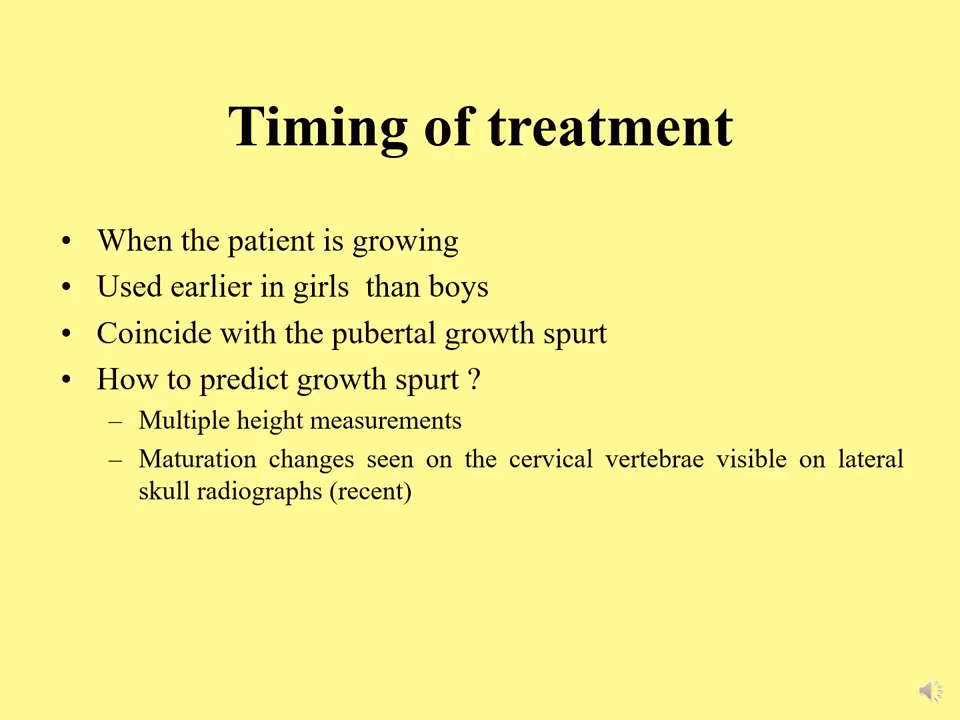 Timing of treatment
• When the patient is growing
• Used earlier in girls  than boys
• Coincide with the pubertal growth spurt
• How to predict growth spurt ?
– Multiple height measurements
– Maturation changes seen on the cervical vertebrae visible on lateral
skull radiographs (recent)